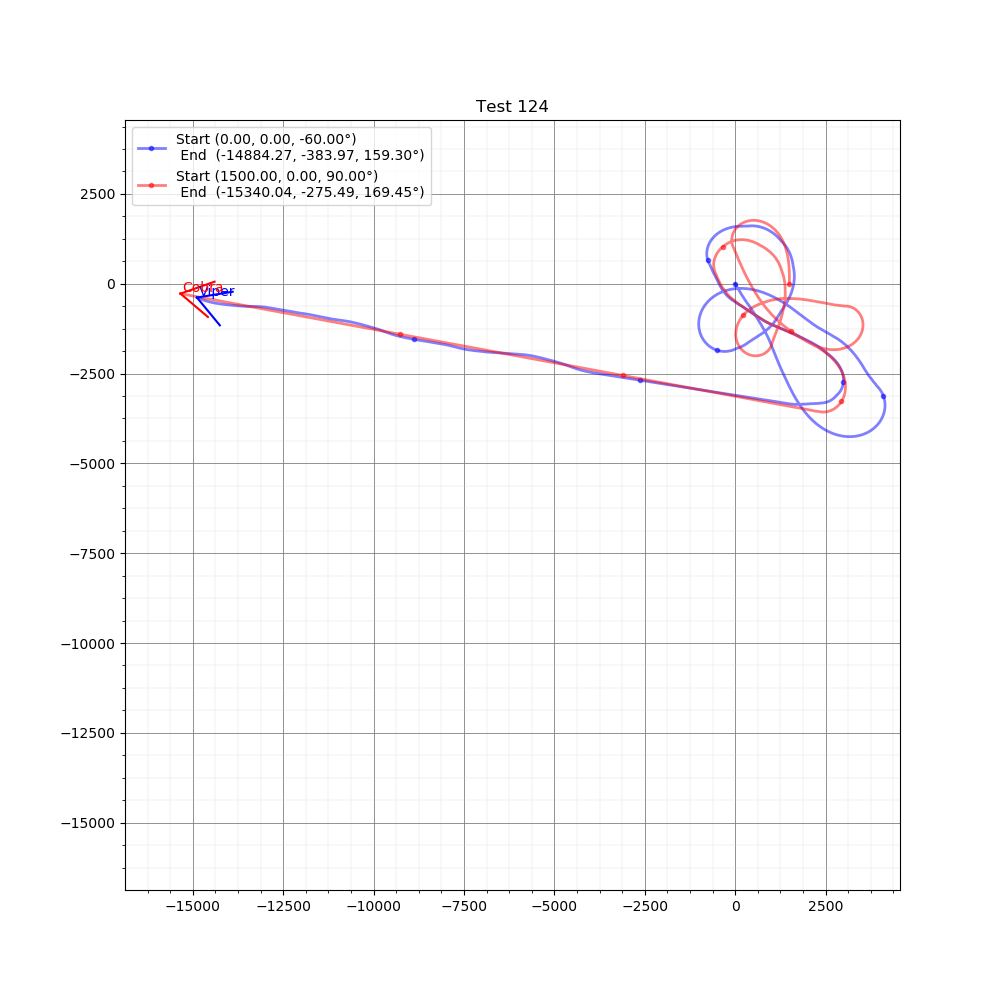 Test 124
Start (0.00, 0.00, -60.00°)
End  (-14884.27, -383.97, 159.30°)
Start (1500.00, 0.00, 90.00°)
End  (-15340.04, -275.49, 169.45°)
2500
0
−2500
−5000
−7500
−10000
−12500
−15000
Cobra
Viper
−15000 −12500 −10000 −7500 −5000 −2500 0 2500